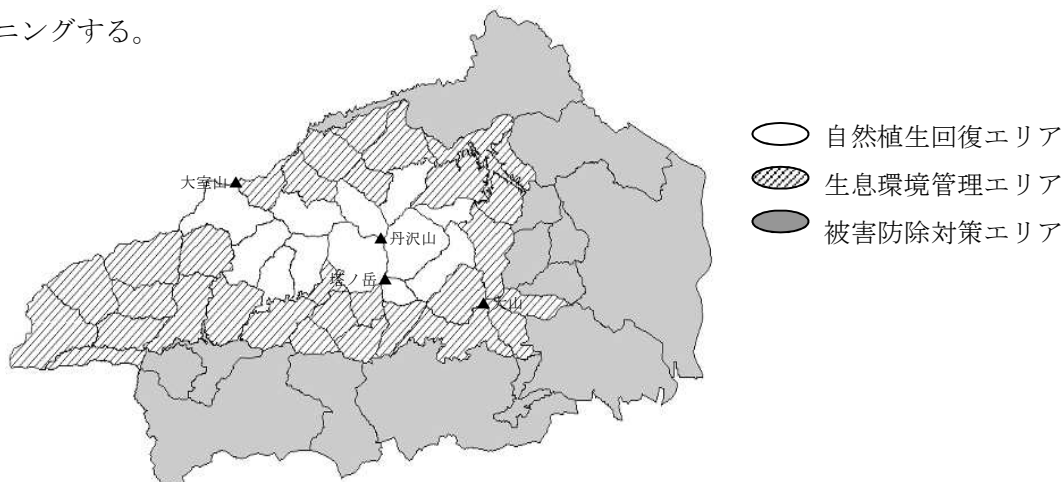 ニングする。
自然植生回復エリア
大室山
生息環境管理エリア
丹沢山
被害防除対策エリア
塔ノ岳
大山